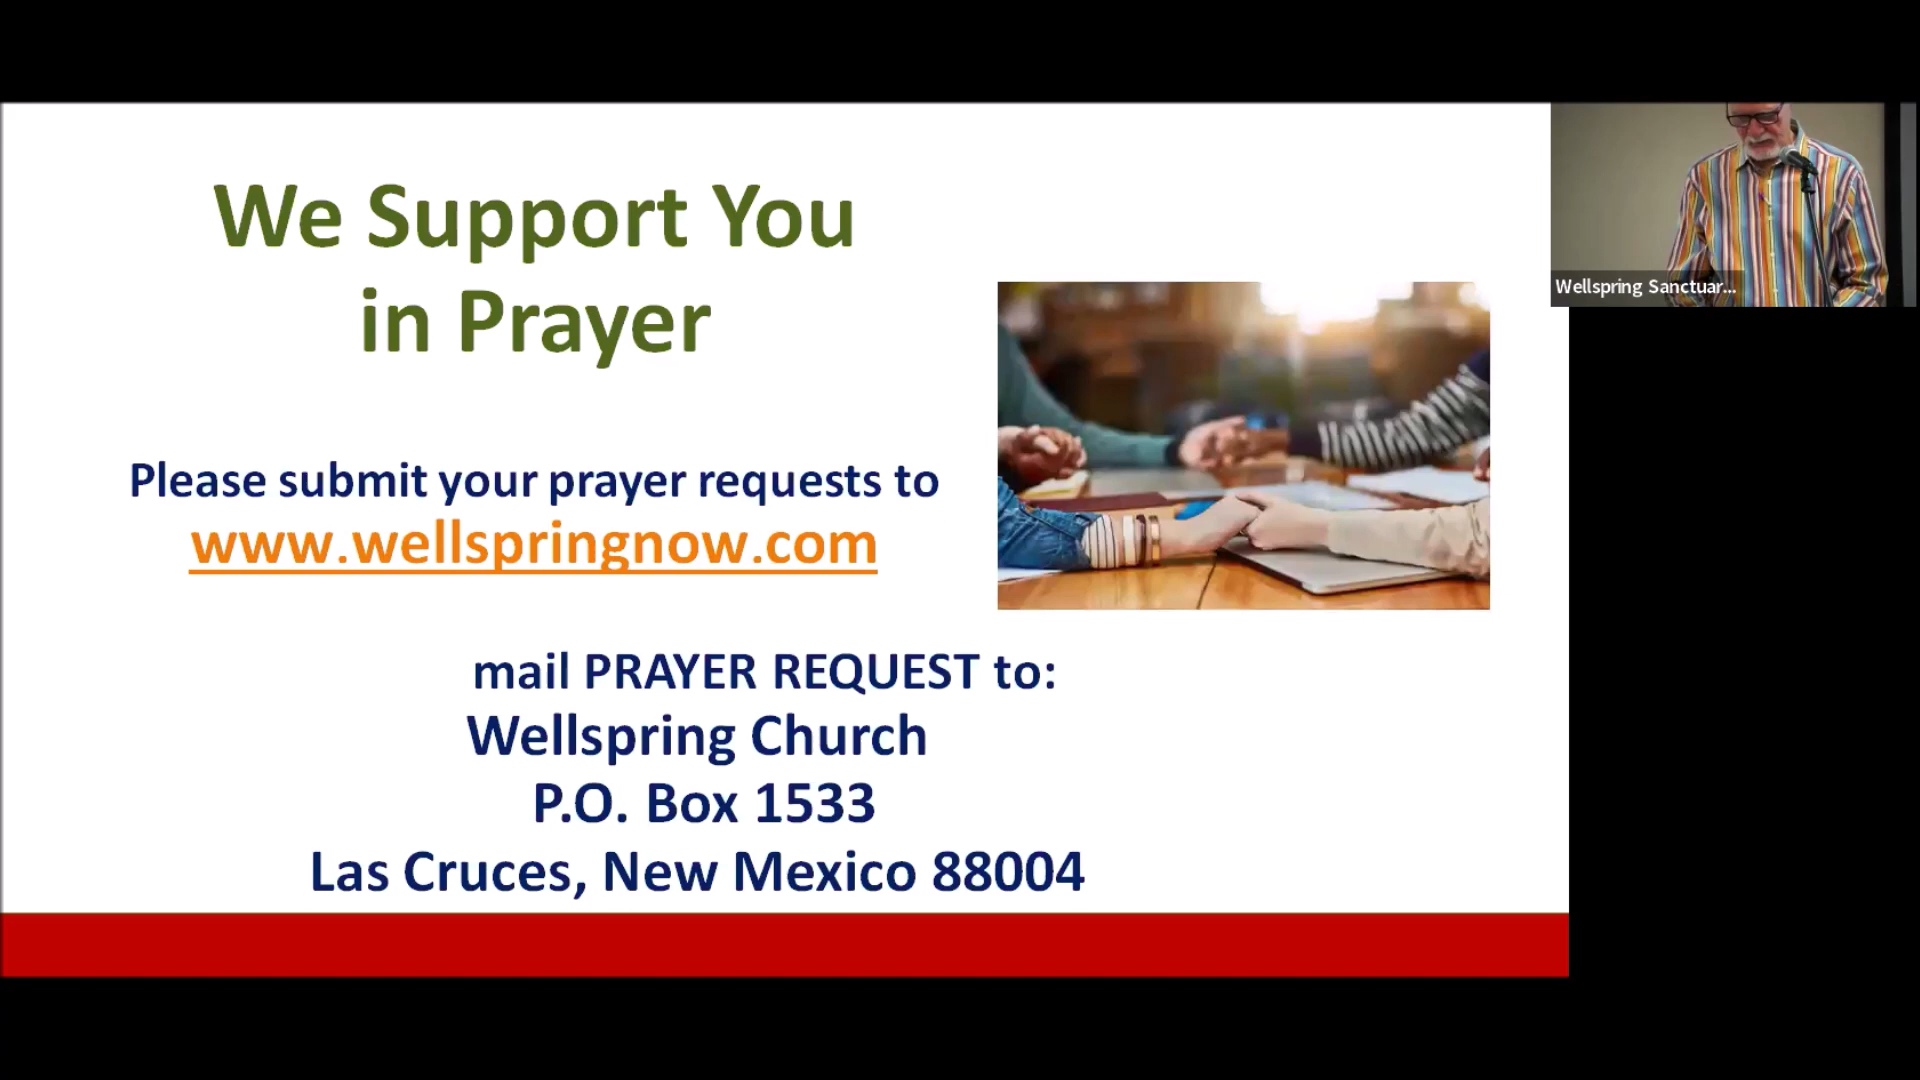 We Support You
in Prayer
Please submit your prayer requests to
www.wellspringnow.com
mail PRAYER REQUEST to:
Wellspring Church
P.O. Box 1533
Las Cruces, New Mexico 88004
Wellspring Sanctuar...